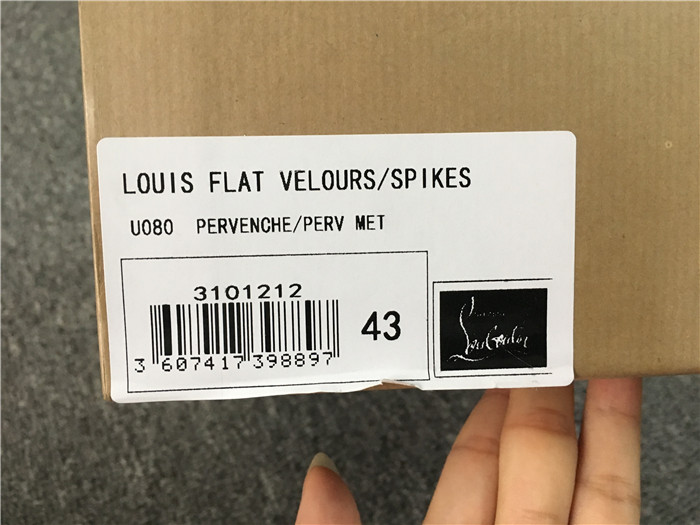 LOUIS FLAT VELOURS/SPIKES
U080 PERVENCHE/PERV MET
3101212
43
3 607417 398897